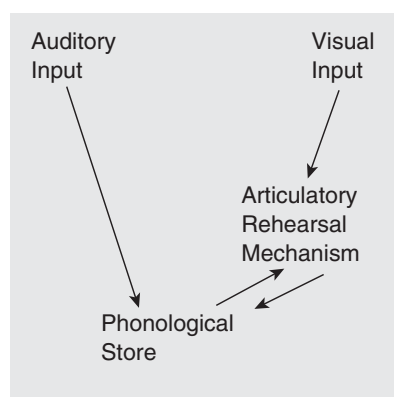 Auditory
Input
Visual
Input
Articulatory
Rehearsal
Mechanism
Phonological
Store